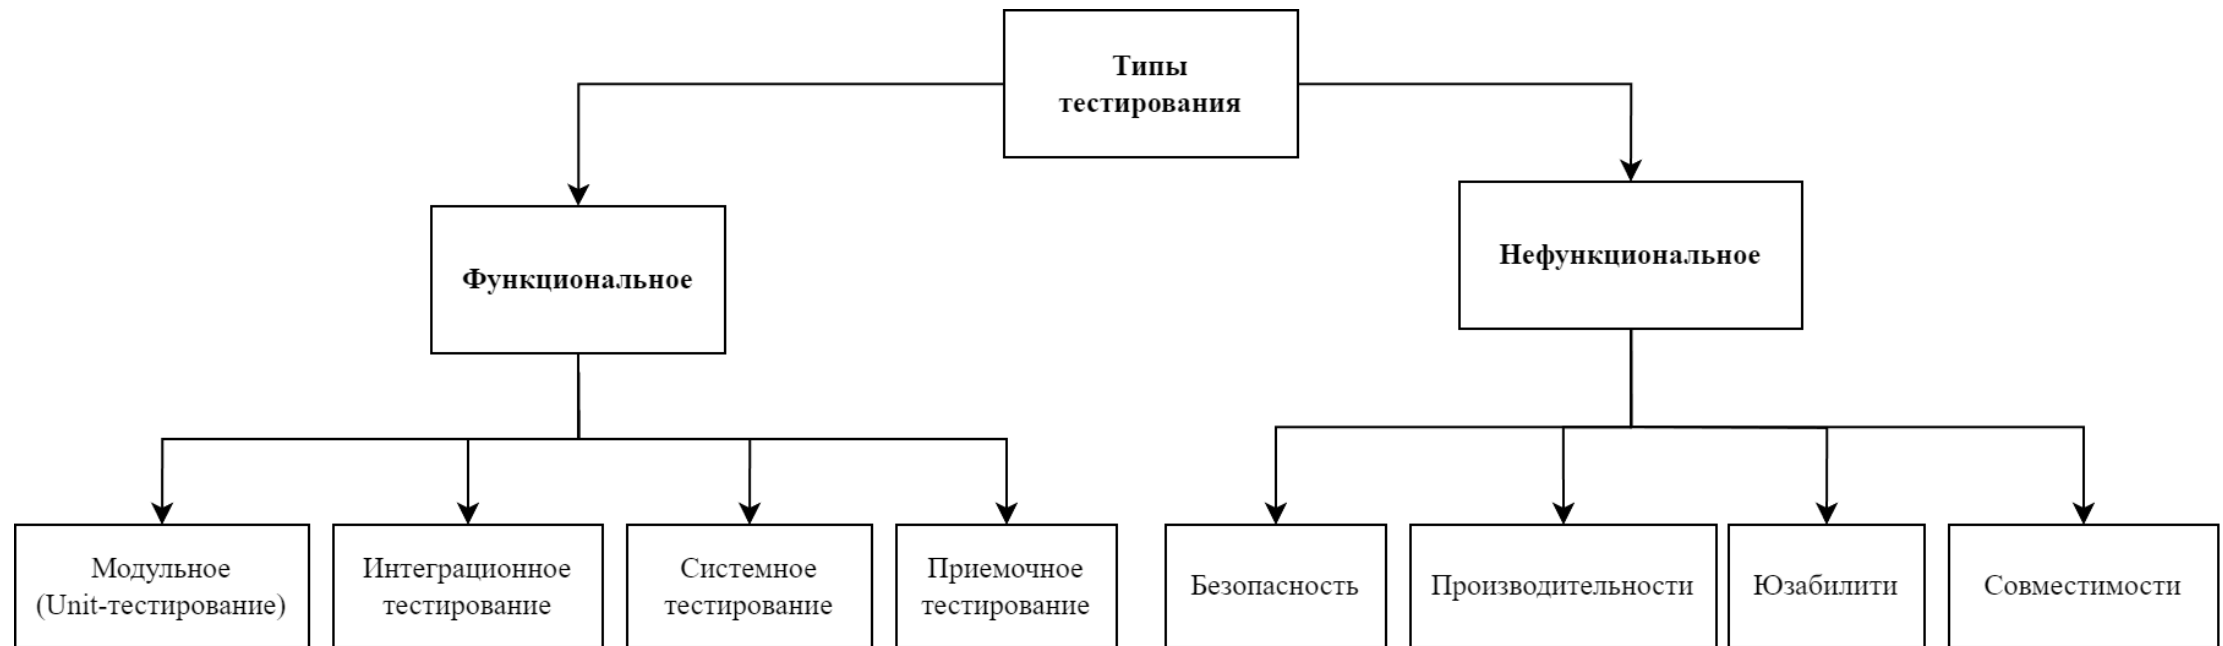 Типы
тестирования
Функциональное
Нефункциональное
Модульное
(Unit-тестирование)
Интеграционное
тестирование
Системное
тестирование
Приемочное
тестирование
Безопасность
Производительности
Юзабилити
Совместимости